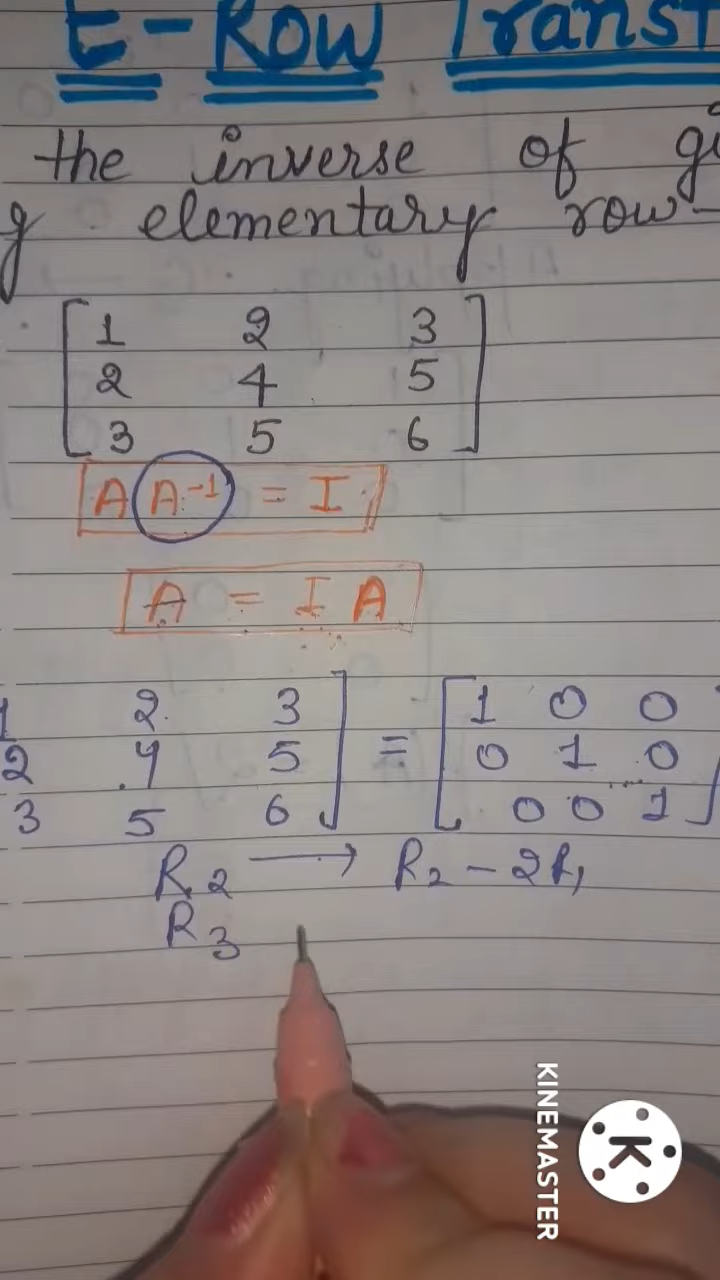 E-Row Transf
the inverse of gi
g elementary row-
1 2 3
2 4 5
3 5 6
A A⁻¹ = I
A = I A
1 2 3 = 1 0 0
2 4 5 0 1 0
3 5 6 0 0 1
R₂ → R₂ - 2R₁
R₃
KINEMASTER